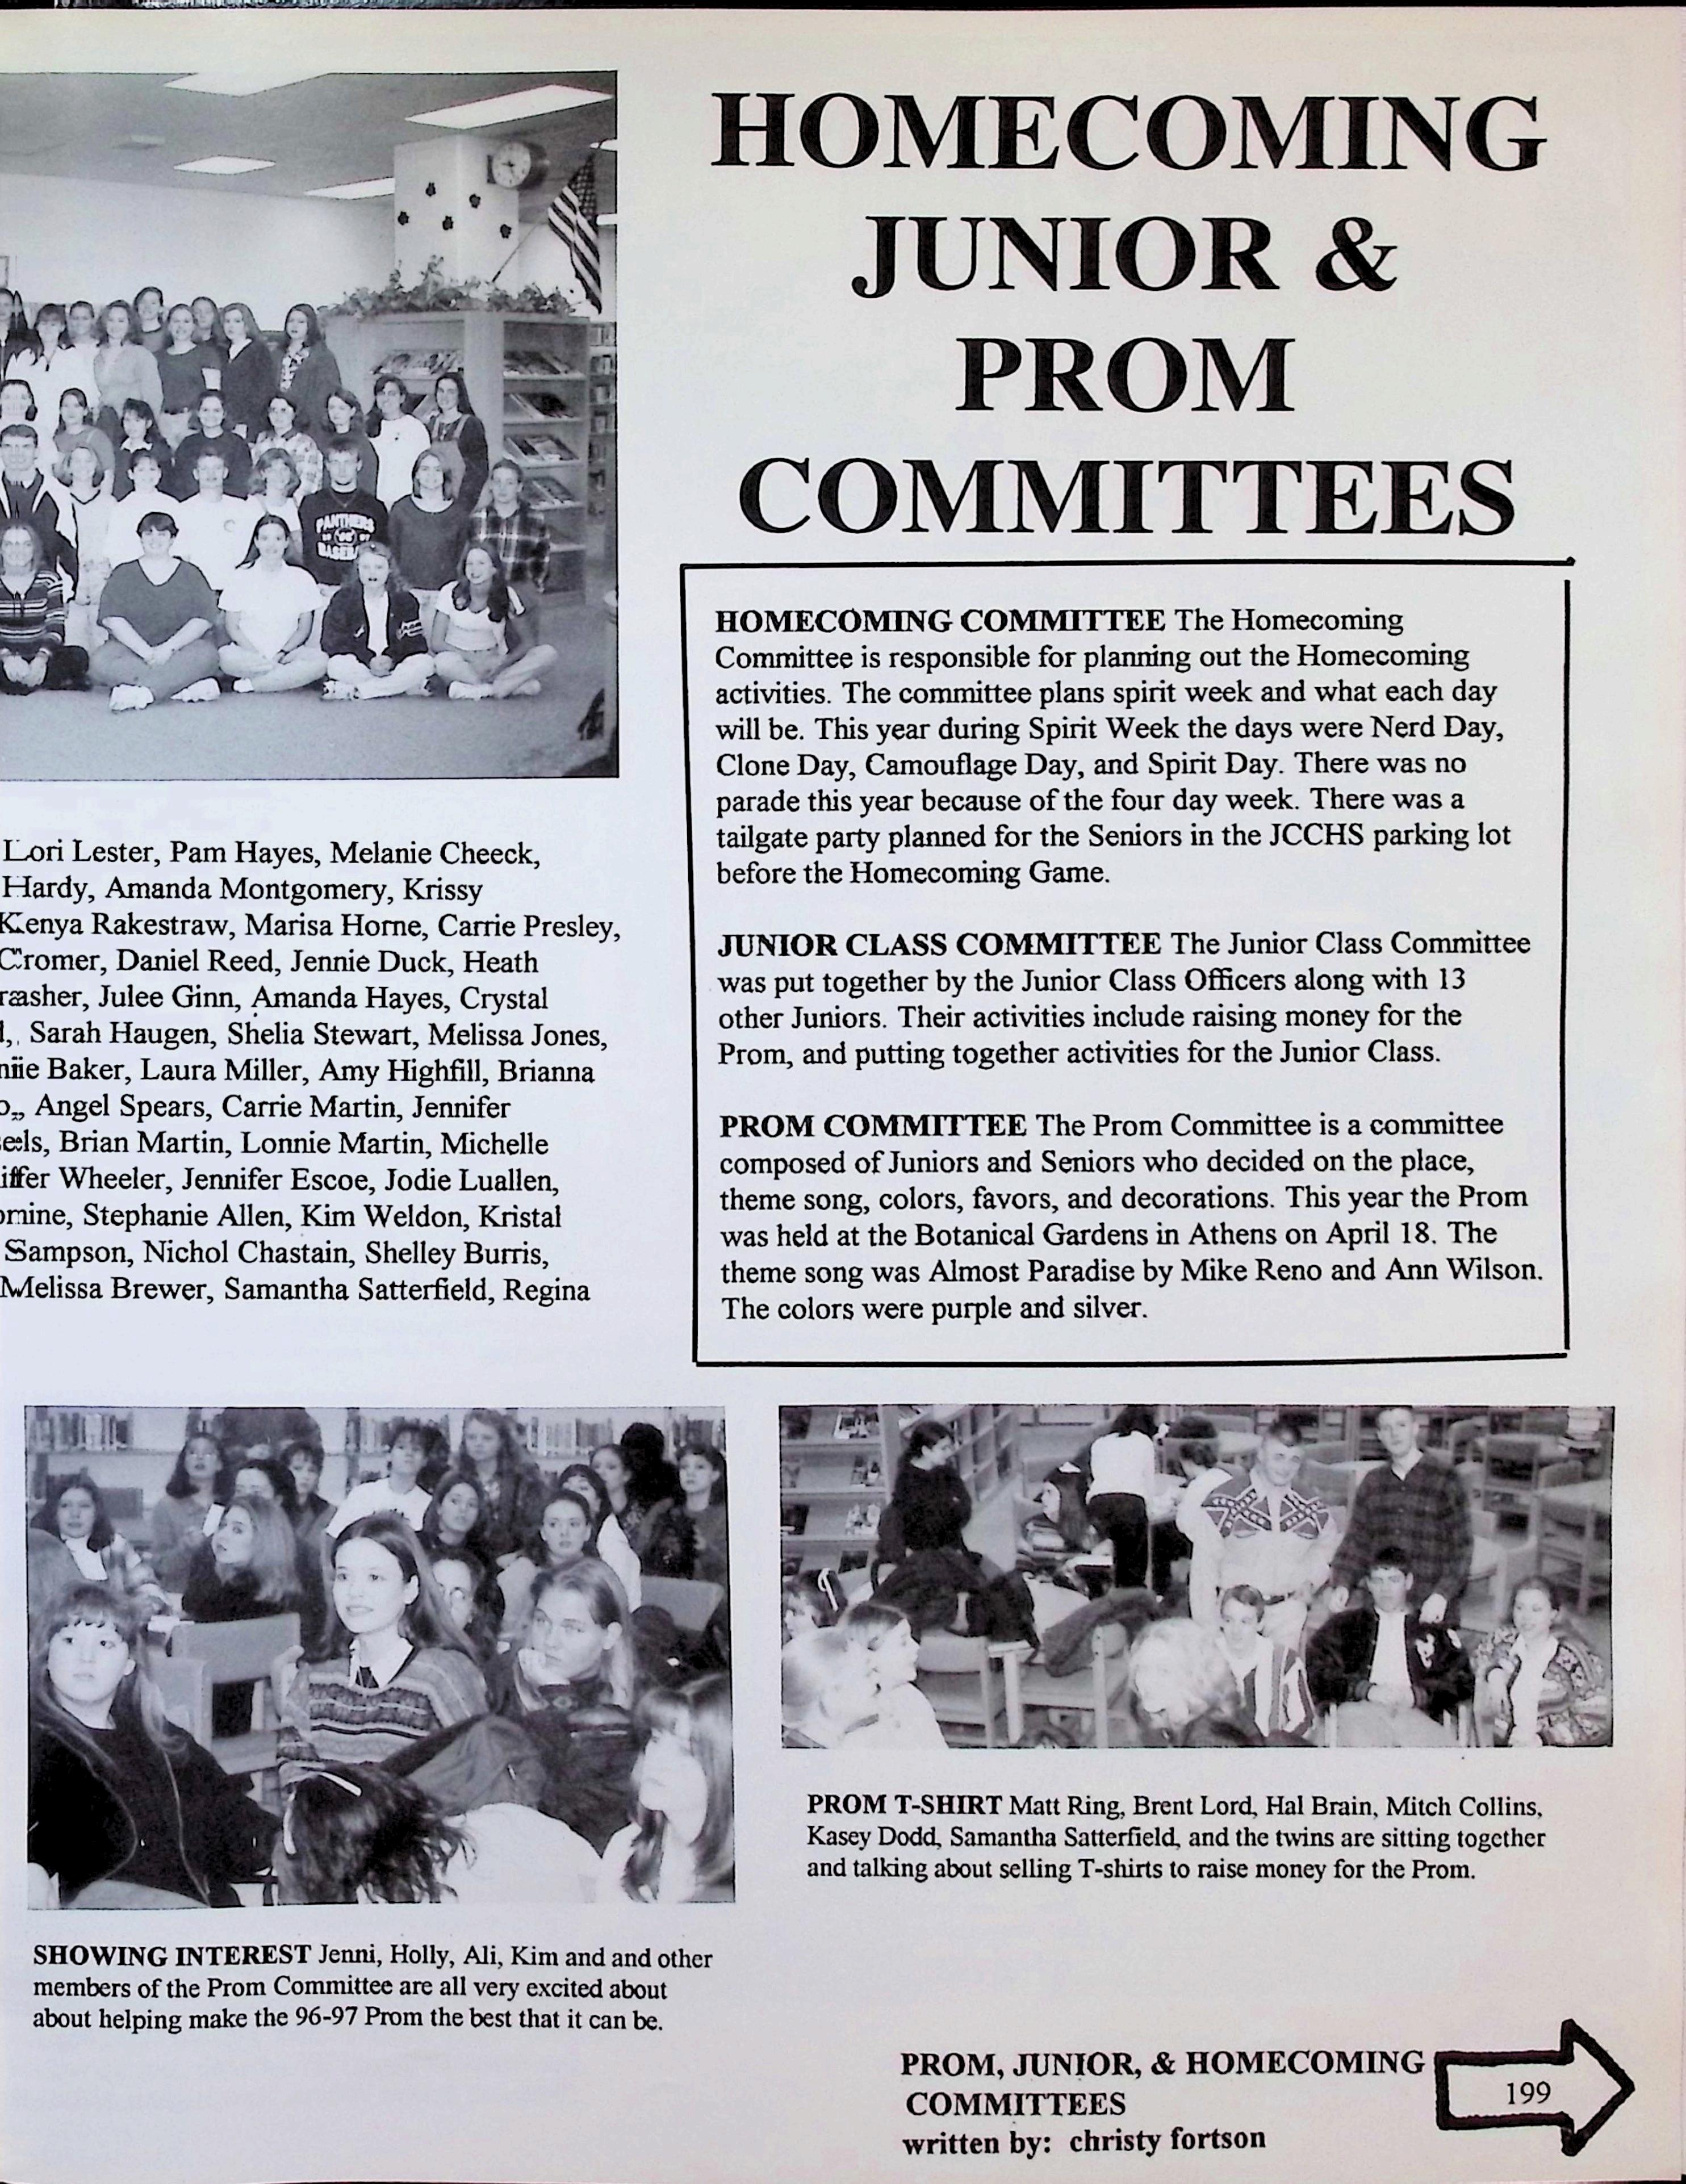 HOMECOMING
JUNIOR &
PROM
COMMITTEES
PANTHERS
BASEBALL
HOMECOMING COMMITTEE The Homecoming
Committee is responsible for planning out the Homecoming
activities. The committee plans spirit week and what each day
will be. This year during Spirit Week the days were Nerd Day,
Clone Day, Camouflage Day, and Spirit Day. There was no
parade this year because of the four day week. There was a
tailgate party planned for the Seniors in the JCCHS parking lot
before the Homecoming Game.
JUNIOR CLASS COMMITTEE The Junior Class Committee
was put together by the Junior Class Officers along with 13
other Juniors. Their activities include raising money for the
Prom, and putting together activities for the Junior Class.
PROM COMMITTEE The Prom Committee is a committee
composed of Juniors and Seniors who decided on the place,
theme song, colors, favors, and decorations. This year the Prom
was held at the Botanical Gardens in Athens on April 18. The
theme song was Almost Paradise by Mike Reno and Ann Wilson.
The colors were purple and silver.
Lori Lester, Pam Hayes, Melanie Cheeck,
Hardy, Amanda Montgomery, Krissy
Kenya Rakestraw, Marisa Horne, Carrie Presley,
Cromer, Daniel Reed, Jennie Duck, Heath
rasher, Julee Ginn, Amanda Hayes, Crystal
l, Sarah Haugen, Shelia Stewart, Melissa Jones,
nie Baker, Laura Miller, Amy Highfill, Brianna
o, Angel Spears, Carrie Martin, Jennifer
eels, Brian Martin, Lonnie Martin, Michelle
iffer Wheeler, Jennifer Escoe, Jodie Luallen,
omine, Stephanie Allen, Kim Weldon, Kristal
Sampson, Nichol Chastain, Shelley Burris,
Melissa Brewer, Samantha Satterfield, Regina
PROM T-SHIRT Matt Ring, Brent Lord, Hal Brain, Mitch Collins,
Kasey Dodd, Samantha Satterfield, and the twins are sitting together
and talking about selling T-shirts to raise money for the Prom.
SHOWING INTEREST Jenni, Holly, Ali, Kim and and other
members of the Prom Committee are all very excited about
about helping make the 96-97 Prom the best that it can be.
PROM, JUNIOR, & HOMECOMING
COMMITTEES
written by: christy fortson
199